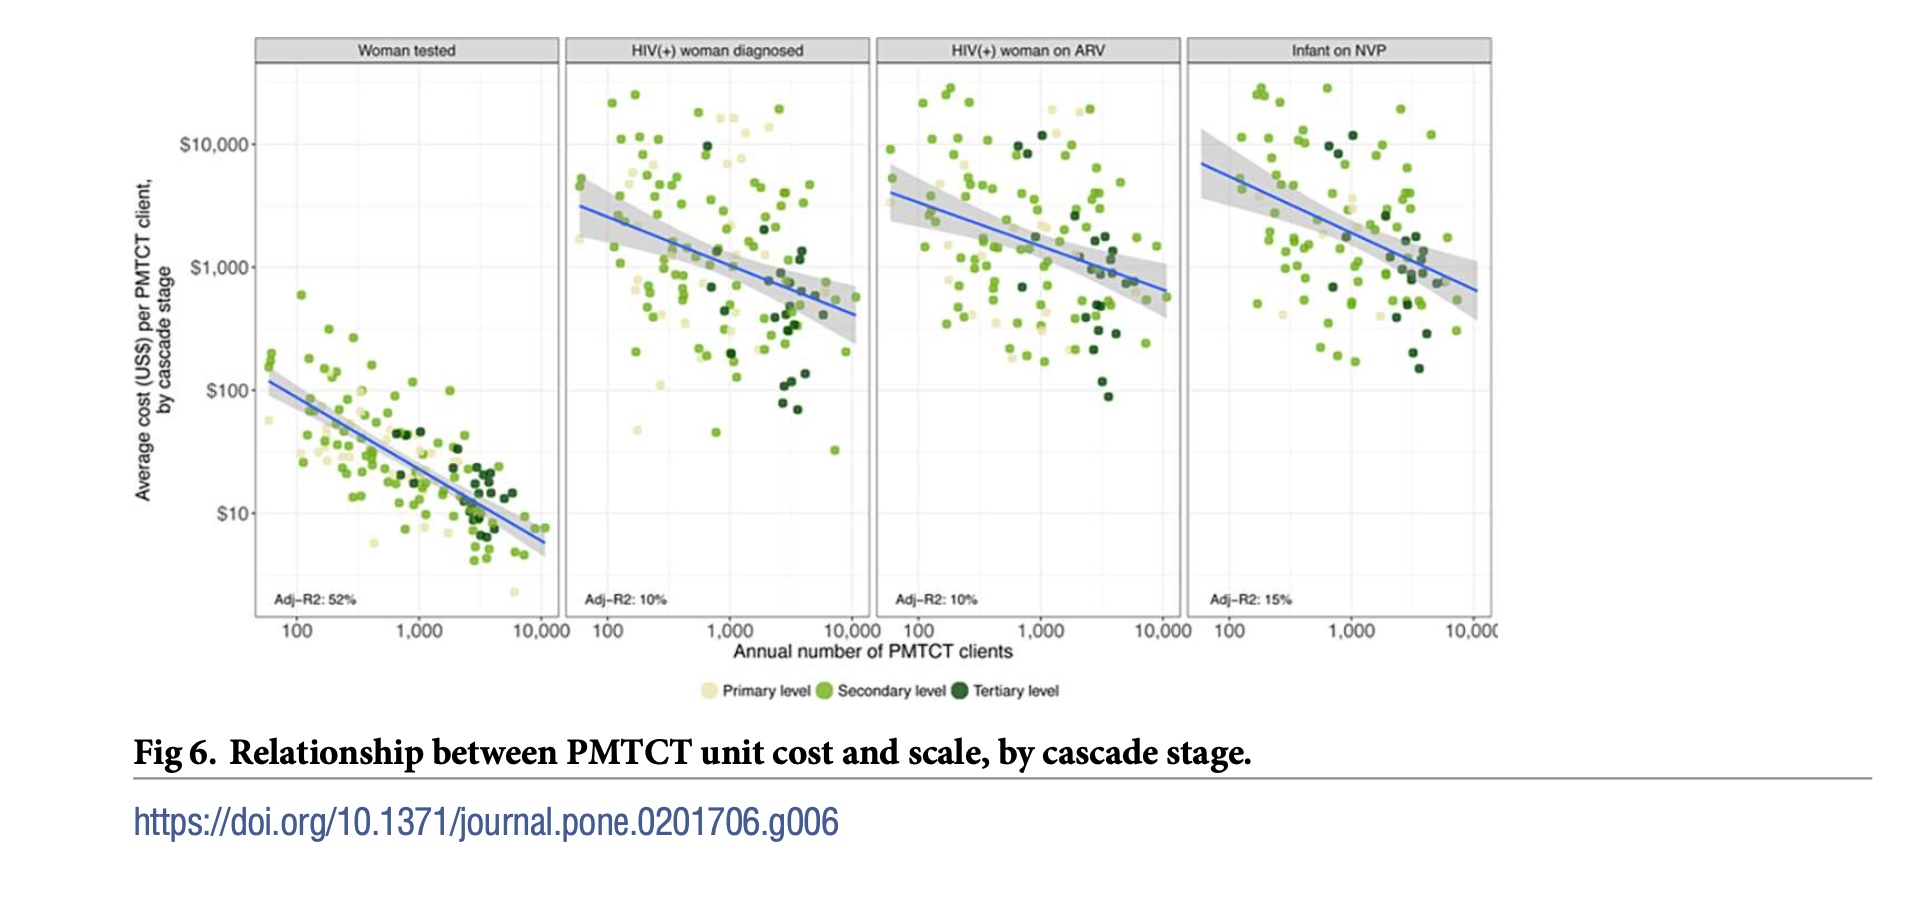 Woman tested
HIV(+) woman diagnosed
HIV(+) woman on ARV
Infant on NVP
Average cost (US$) per PMTCT client,
by cascade stage
$10,000
$1,000
$100
$10
Adj-R2: 52%
Adj-R2: 10%
Adj-R2: 10%
Adj-R2: 15%
100 1,000 10,000 100 1,000 10,000 100 1,000 10,000 100 1,000 10,000
Annual number of PMTCT clients
Primary level Secondary level Tertiary level
Fig 6. Relationship between PMTCT unit cost and scale, by cascade stage.
https://doi.org/10.1371/journal.pone.0201706.g006